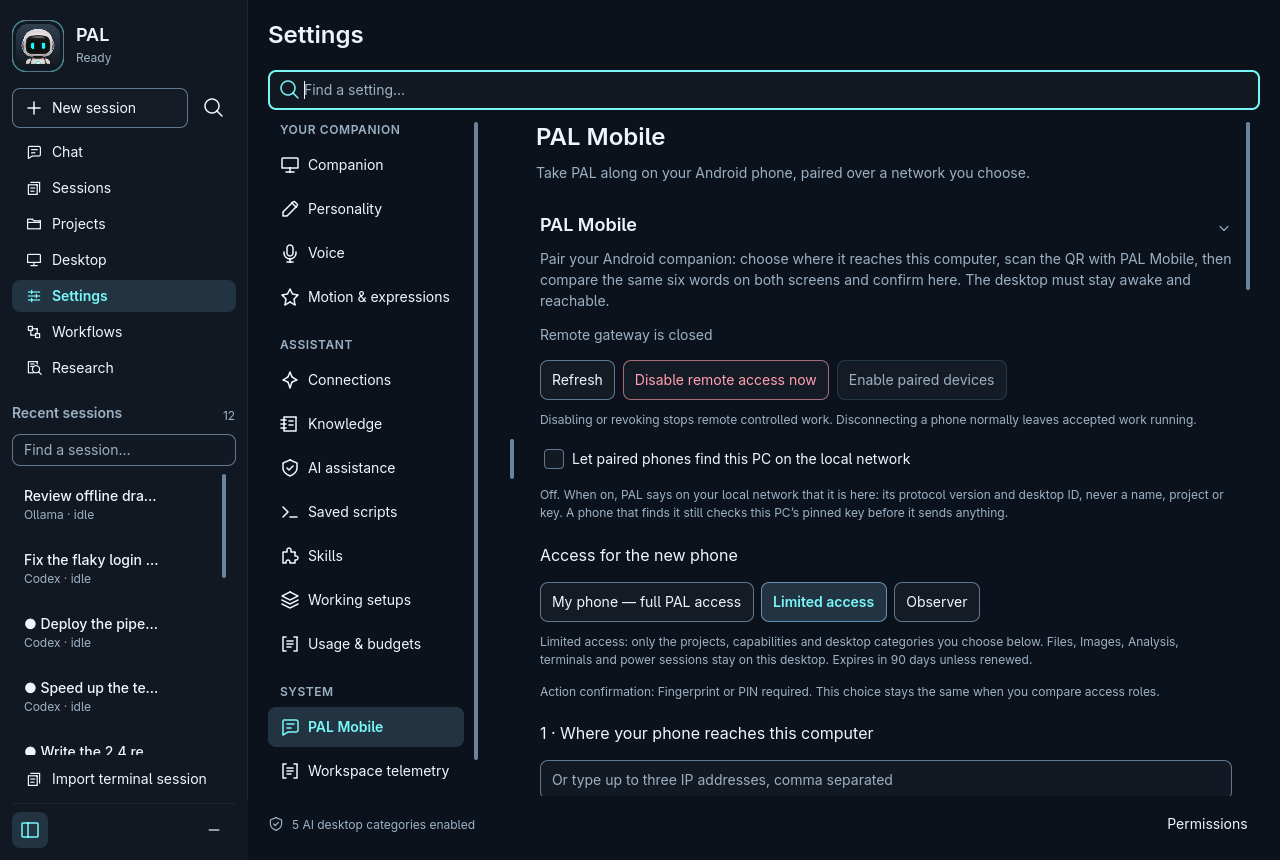 PAL
Ready
New session
Chat
Sessions
Projects
Desktop
Settings
Workflows
Research
Recent sessions 12
Find a session...
Review offline dra...
Ollama · idle
Fix the flaky login ...
Codex · idle
Deploy the pipe...
Codex · idle
Speed up the te...
Codex · idle
Write the 2.4 re
Import terminal session
Settings
Find a setting...
YOUR COMPANION
Companion
Personality
Voice
Motion & expressions
ASSISTANT
Connections
Knowledge
AI assistance
Saved scripts
Skills
Working setups
Usage & budgets
SYSTEM
PAL Mobile
Workspace telemetry
PAL Mobile
Take PAL along on your Android phone, paired over a network you choose.
PAL Mobile
Pair your Android companion: choose where it reaches this computer, scan the QR with PAL Mobile, then
compare the same six words on both screens and confirm here. The desktop must stay awake and
reachable.
Remote gateway is closed
Refresh Disable remote access now Enable paired devices
Disabling or revoking stops remote controlled work. Disconnecting a phone normally leaves accepted work running.
Let paired phones find this PC on the local network
Off. When on, PAL says on your local network that it is here: its protocol version and desktop ID, never a name, project or
key. A phone that finds it still checks this PC’s pinned key before it sends anything.
Access for the new phone
My phone — full PAL access Limited access Observer
Limited access: only the projects, capabilities and desktop categories you choose below. Files, Images, Analysis,
terminals and power sessions stay on this desktop. Expires in 90 days unless renewed.
Action confirmation: Fingerprint or PIN required. This choice stays the same when you compare access roles.
1 · Where your phone reaches this computer
Or type up to three IP addresses, comma separated
5 AI desktop categories enabled
Permissions